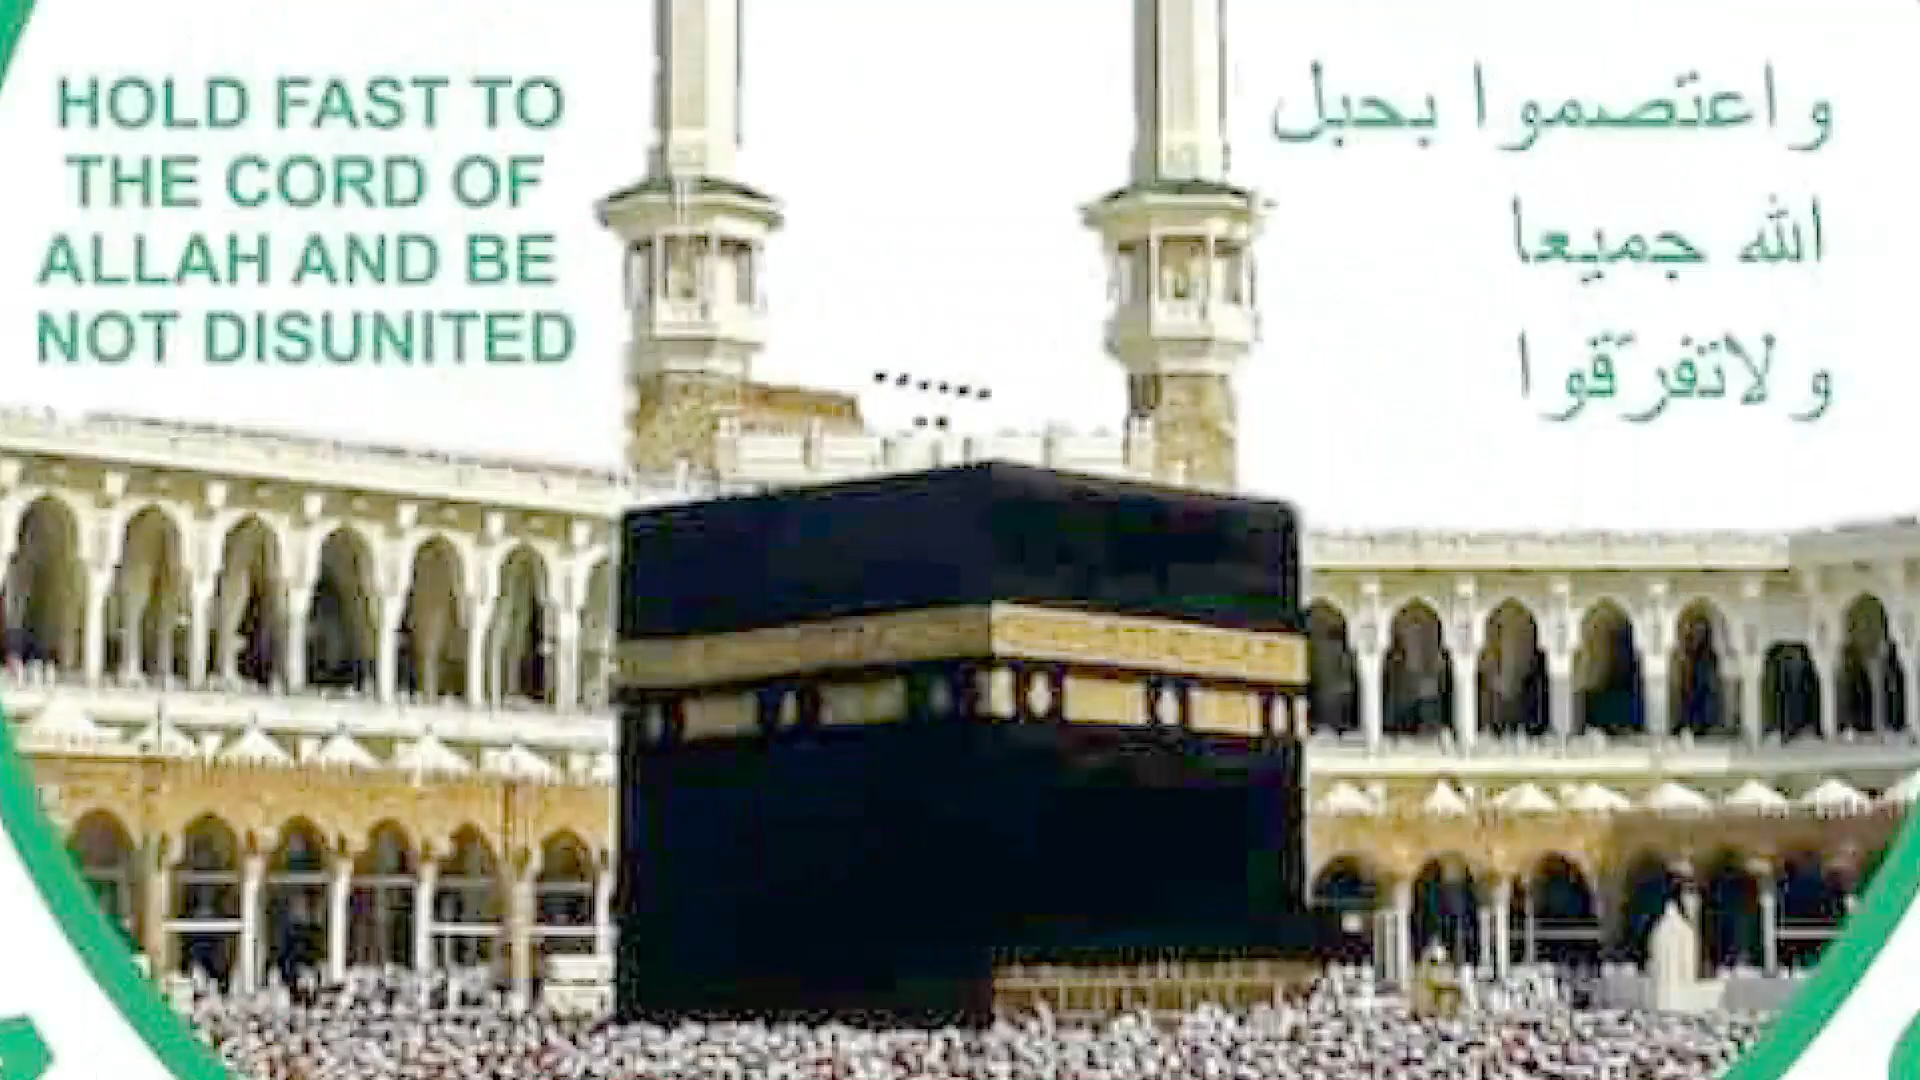 HOLD FAST TO
THE CORD OF
ALLAH AND BE
NOT DISUNITED
واعتصموا بحبل
الله جميعا
ولاتفرّقوا